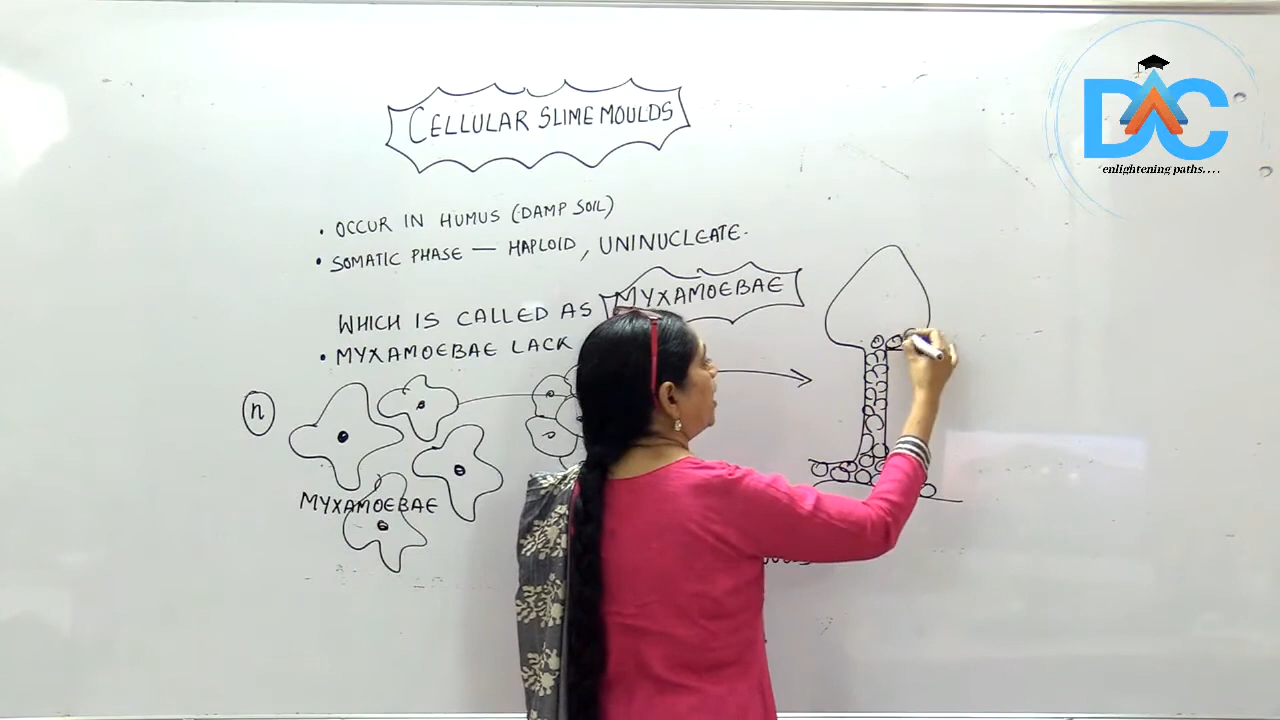 CELLULAR SLIME MOULDS
• OCCUR IN HUMUS (DAMP SOIL)
• SOMATIC PHASE — HAPLOID, UNINUCLEATE.
WHICH IS CALLED AS MYXAMOEBAE
• MYXAMOEBAE LACK
n
MYXAMOEBAE
DAC
enlightening paths....